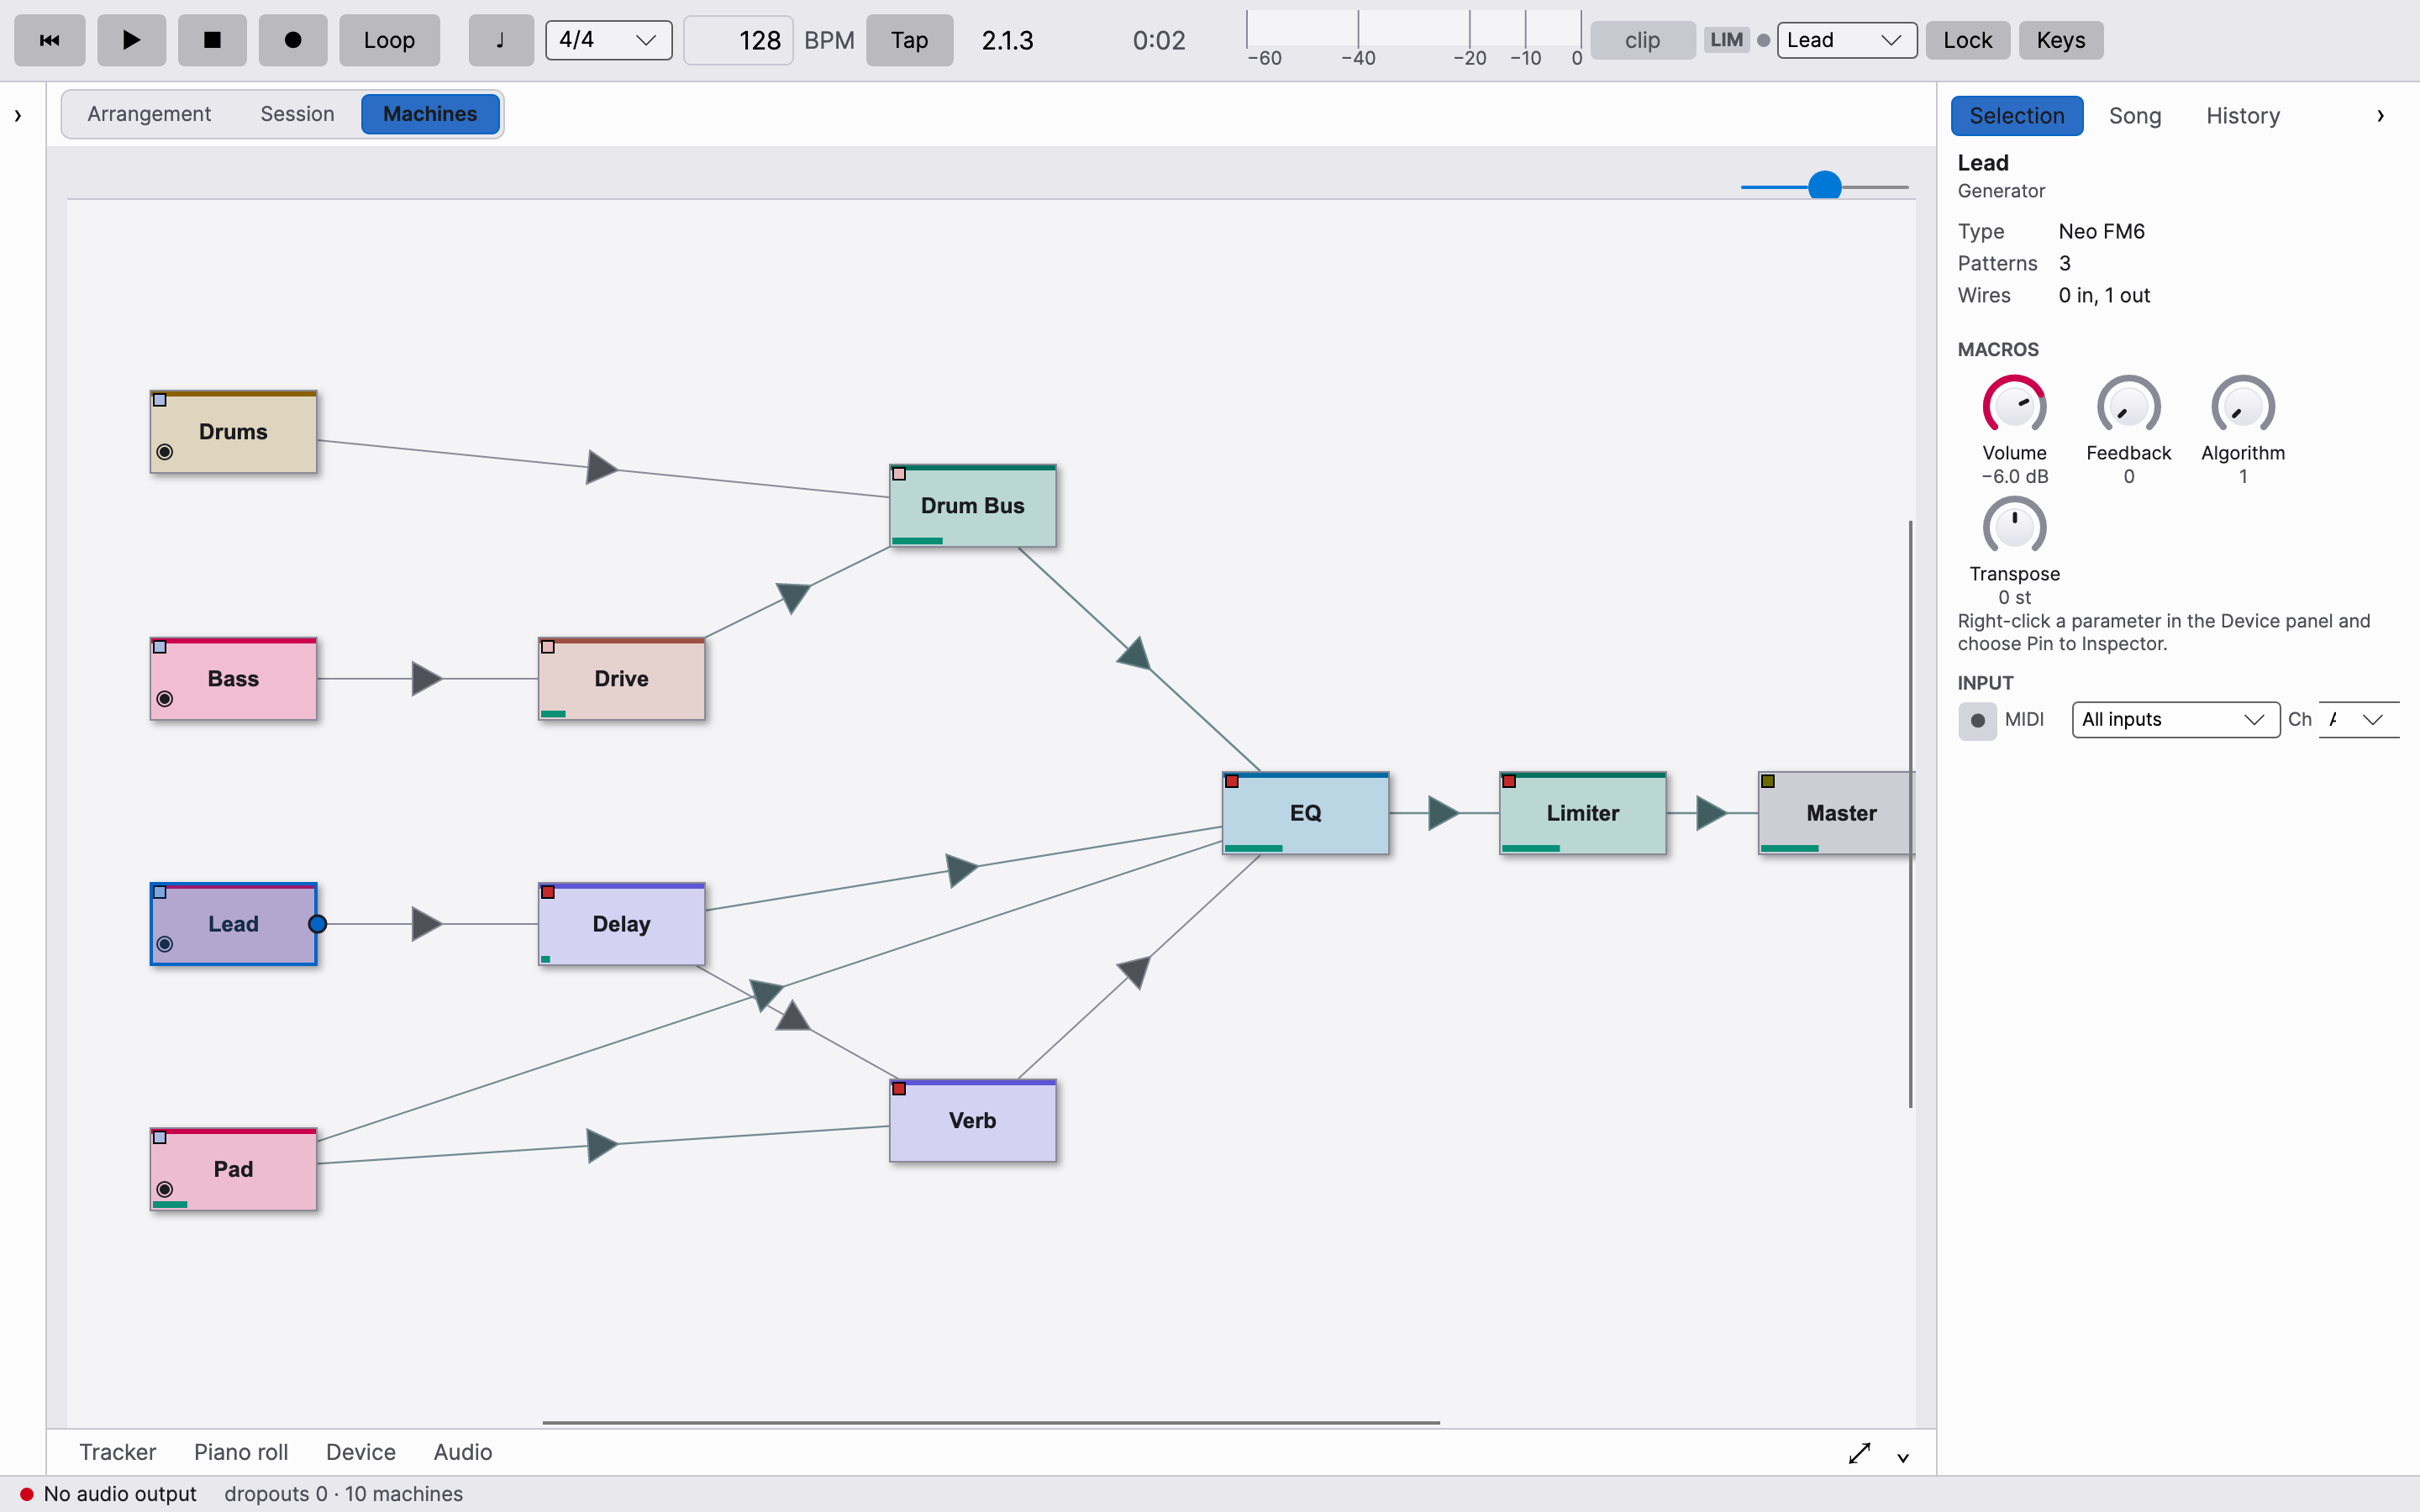 Loop
♩
4/4
128 BPM
Tap
2.1.3
0:02
−60 −40 −20 −10 0
clip
LIM
Lead
Lock
Keys
Arrangement Session Machines
Selection Song History
Lead
Generator
Type Neo FM6
Patterns 3
Wires 0 in, 1 out
MACROS
Volume Feedback Algorithm
−6.0 dB 0 1
Transpose
0 st
Right-click a parameter in the Device panel and
choose Pin to Inspector.
INPUT
MIDI All inputs Ch
Drums
Drum Bus
Bass
Drive
EQ
Limiter
Master
Lead
Delay
Verb
Pad
Tracker Piano roll Device Audio
No audio output dropouts 0 · 10 machines